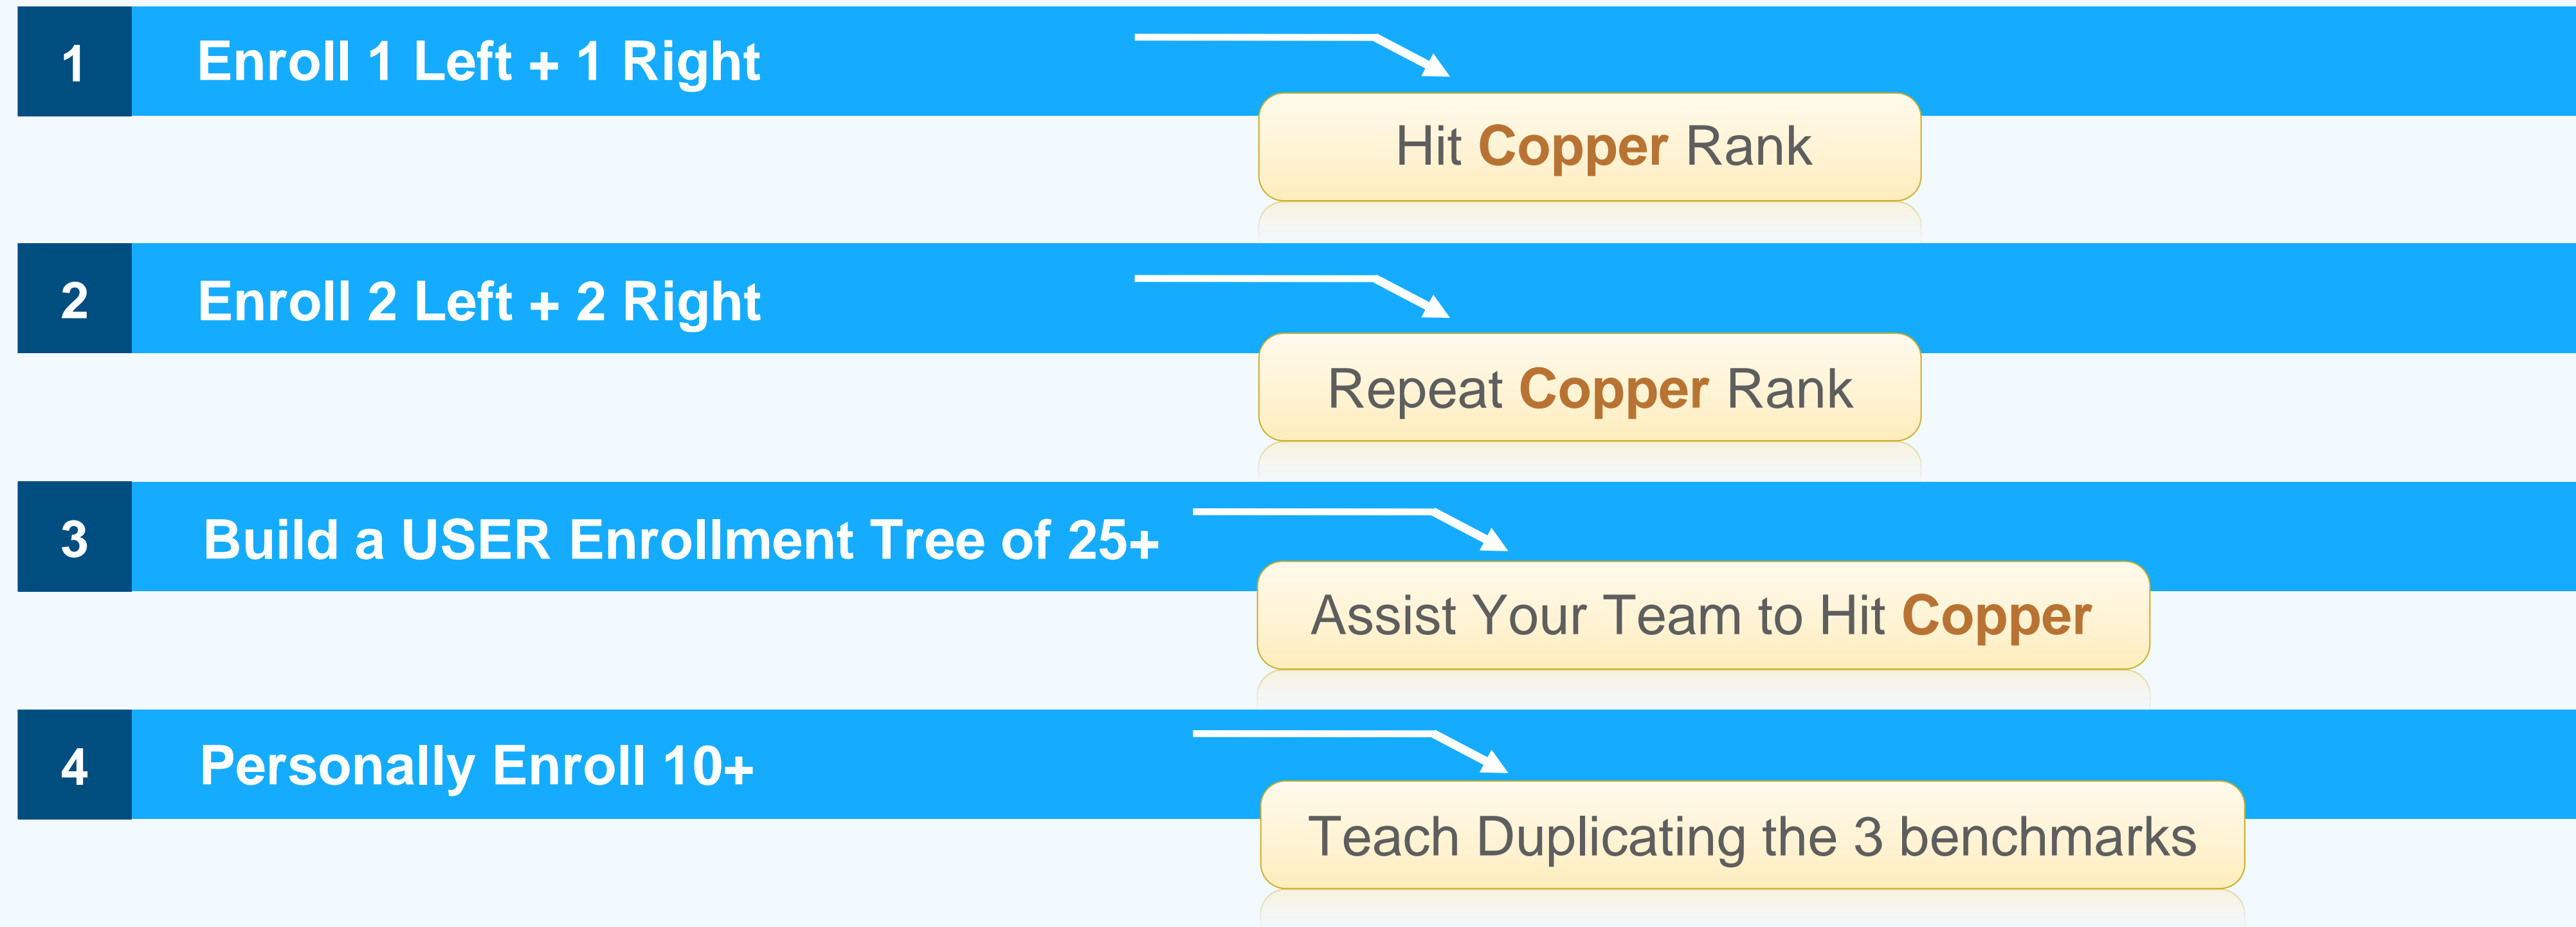 1 Enroll 1 Left + 1 Right
Hit Copper Rank
2 Enroll 2 Left + 2 Right
Repeat Copper Rank
3 Build a USER Enrollment Tree of 25+
Assist Your Team to Hit Copper
4 Personally Enroll 10+
Teach Duplicating the 3 benchmarks